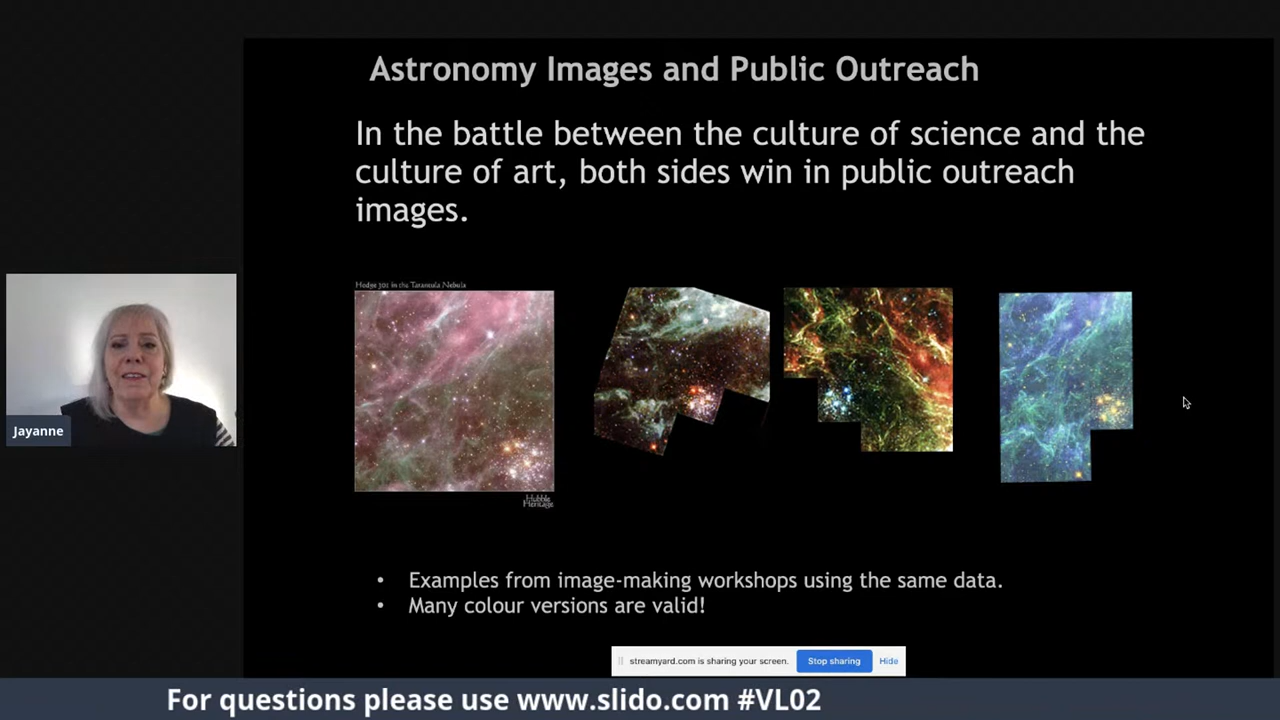 Astronomy Images and Public Outreach
In the battle between the culture of science and the
culture of art, both sides win in public outreach
images.
Hodge 301 in the Tarantula Nebula
Hubble
Heritage
Jayanne
• Examples from image-making workshops using the same data.
• Many colour versions are valid!
streamyard.com is sharing your screen. Stop sharing Hide
For questions please use www.slido.com #VL02